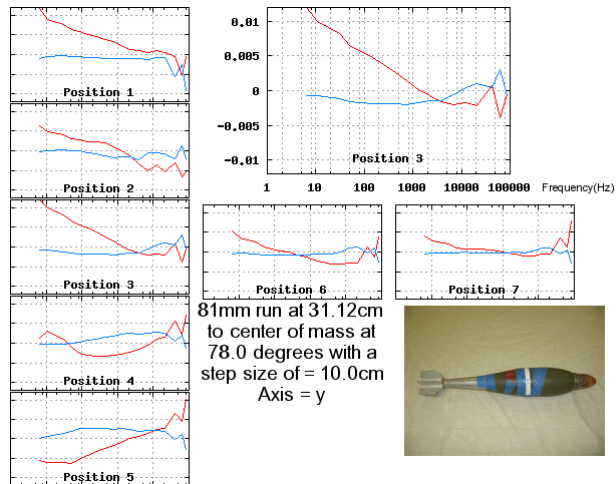 Position 1
Position 2
Position 3
Position 4
Position 5
0.01
0.005
0
-0.005
-0.01
Position 3
1 10 100 1000 10000 100000 Frequency(Hz)
Position 6
Position 7
81mm run at 31.12cm
to center of mass at
78.0 degrees with a
step size of = 10.0cm
Axis = y